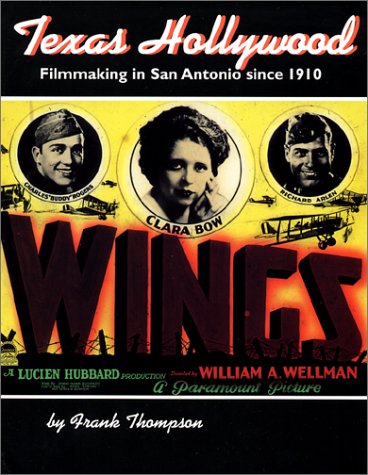 Texas Hollywood
Filmmaking in San Antonio since 1910
CHARLES "BUDDY" ROGERS
CLARA BOW
RICHARD ARLEN
WINGS
A LUCIEN HUBBARD PRODUCTION Directed by WILLIAM A. WELLMAN
A Paramount Picture
by Frank Thompson